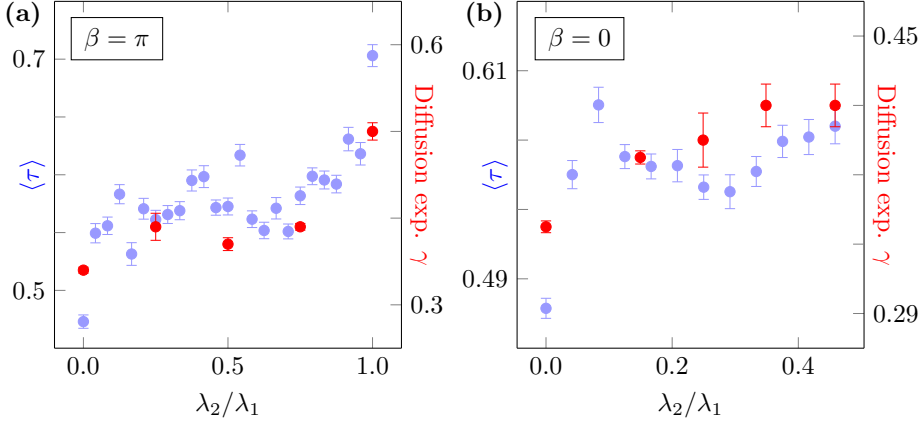 (a)
β = π
0.7
0.5
⟨τ⟩
0.6
0.3
Diffusion exp. γ
0.0 0.5 1.0
λ₂/λ₁
(b)
β = 0
0.61
0.49
⟨τ⟩
0.45
0.29
Diffusion exp. γ
0.0 0.2 0.4
λ₂/λ₁